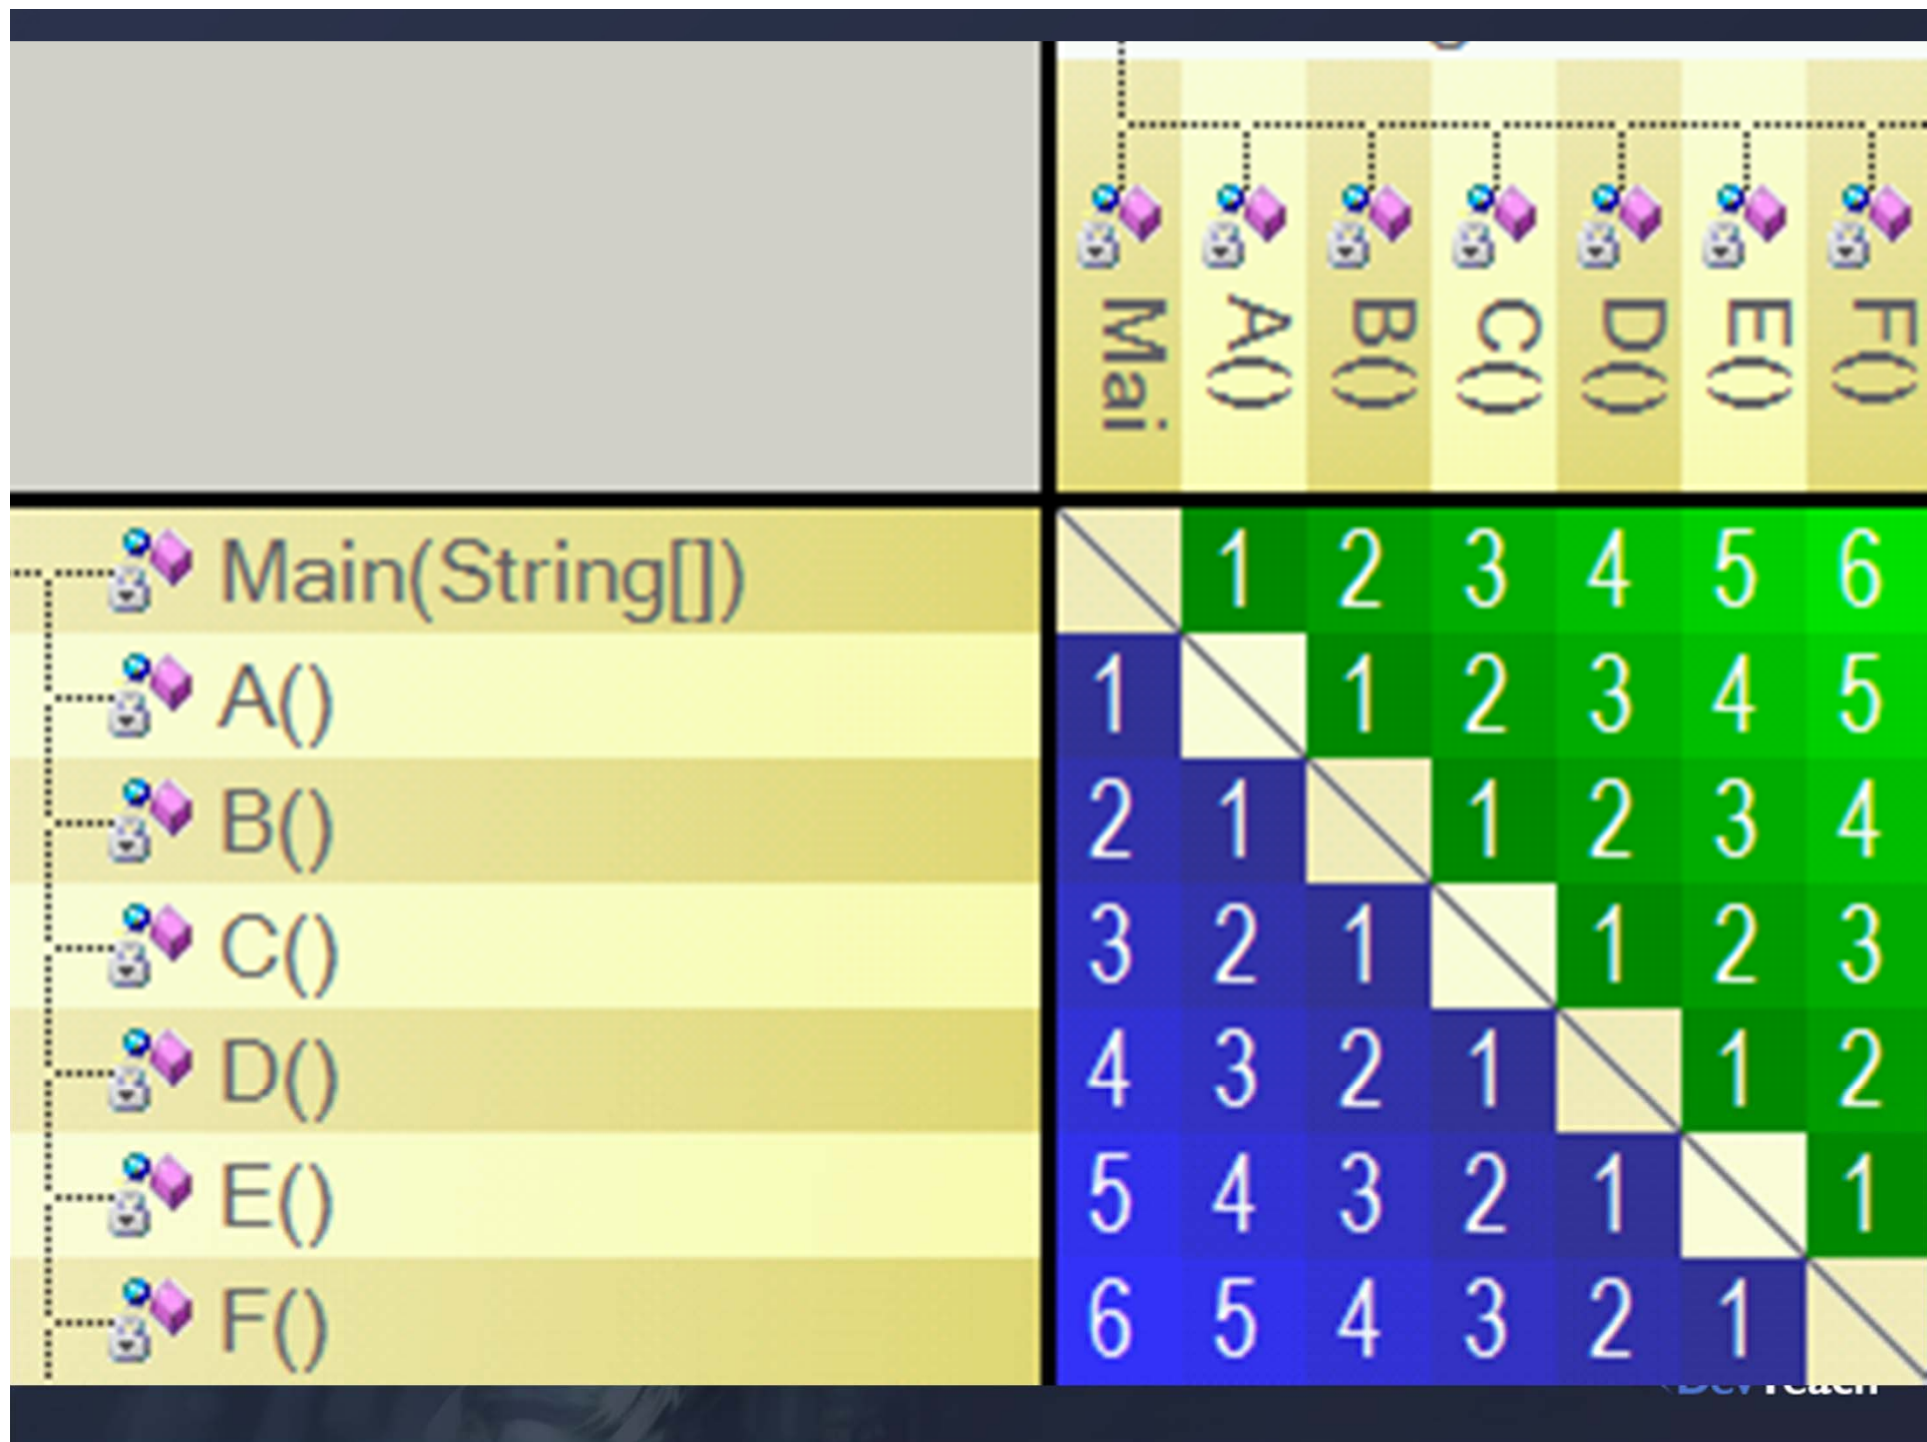 Mai A() B() C() D() E() F()
Main(String[]) 1 2 3 4 5 6
A() 1 1 2 3 4 5
B() 2 1 1 2 3 4
C() 3 2 1 1 2 3
D() 4 3 2 1 1 2
E() 5 4 3 2 1 1
F() 6 5 4 3 2 1
DevReach